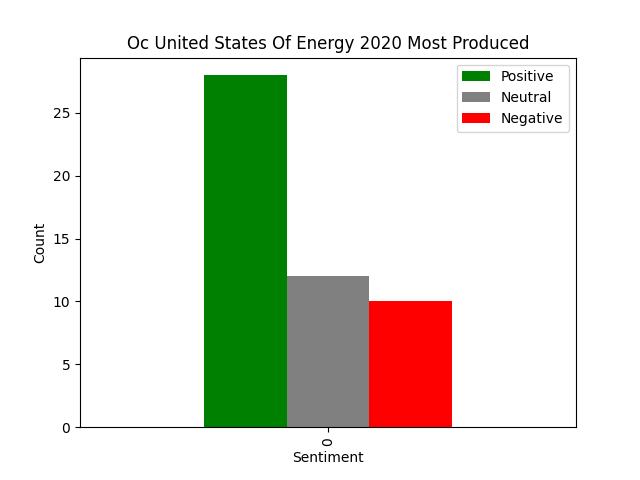 Oc United States Of Energy 2020 Most Produced
Positive
Neutral
Negative
25
20
15
10
5
0
Count
0
Sentiment